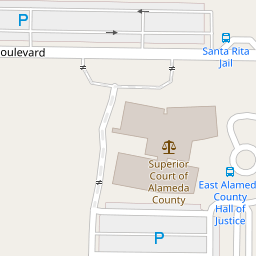 P
oulevard
Santa Rita
Jail
Superior
Court of
Alameda
County
East Alamed
County
Hall of
Justice
P